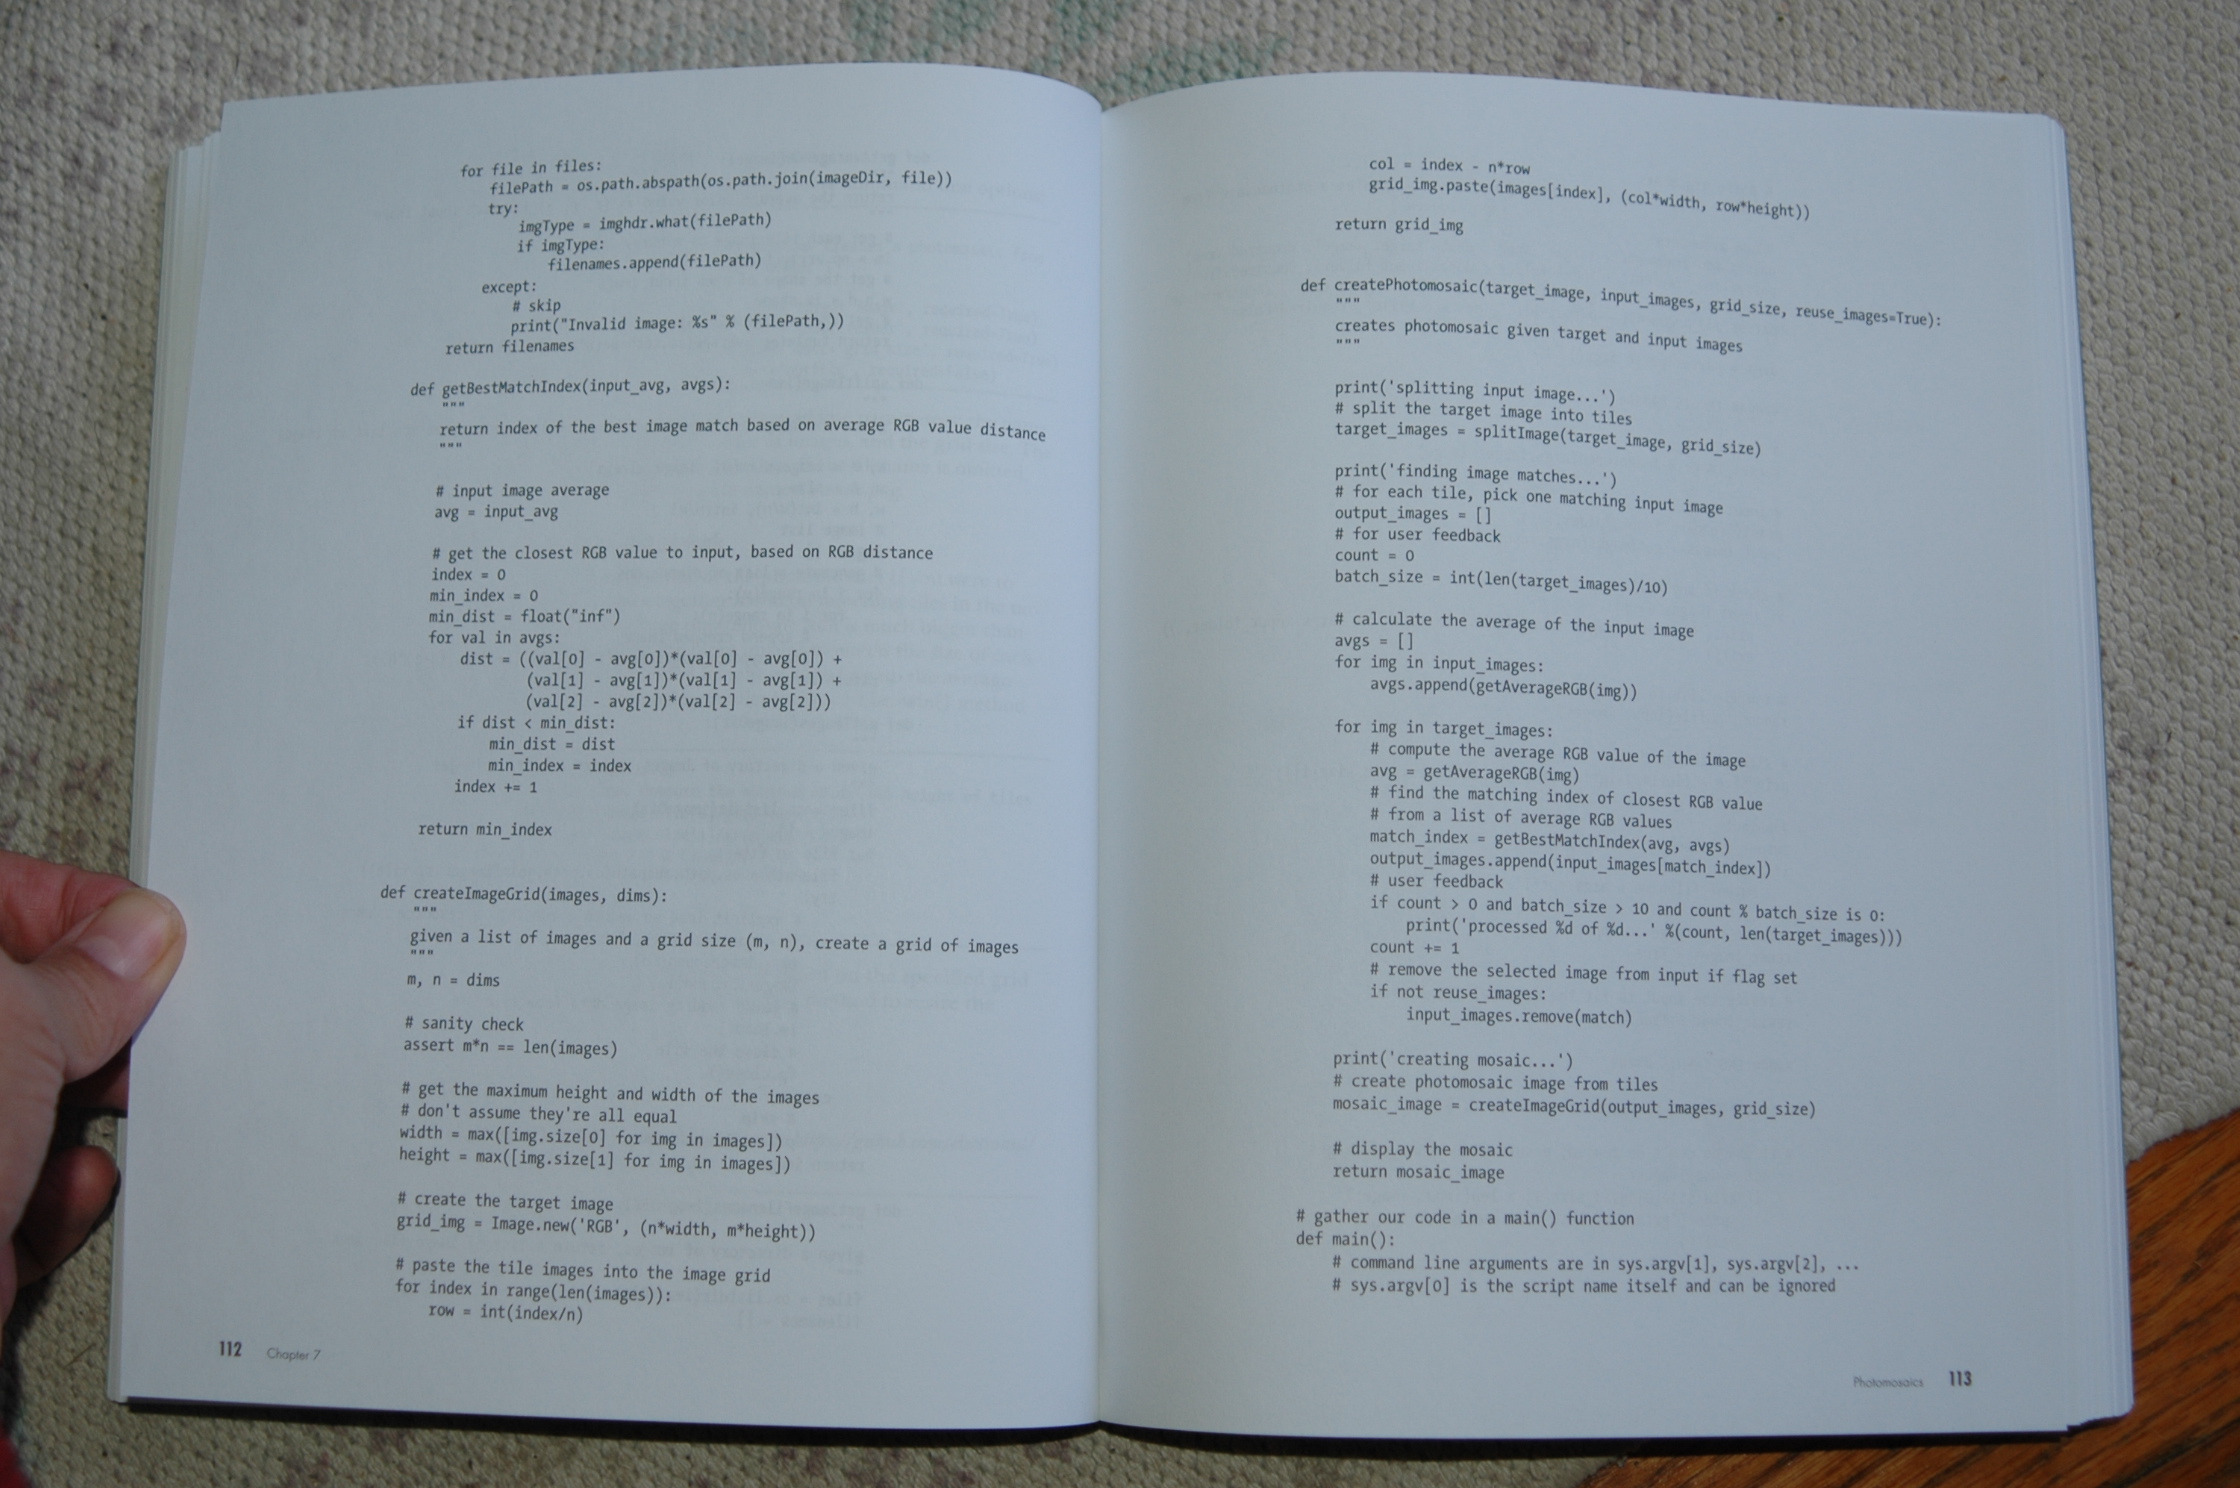 for file in files:
    filePath = os.path.abspath(os.path.join(imageDir, file))
    try:
        imgType = imghdr.what(filePath)
        if imgType:
            filenames.append(filePath)
    except:
        # skip
        print("Invalid image: %s" % (filePath,))
return filenames
def getBestMatchIndex(input_avg, avgs):
    """
    return index of the best image match based on average RGB value distance
    """
    # input image average
    avg = input_avg
    # get the closest RGB value to input, based on RGB distance
    index = 0
    min_index = 0
    min_dist = float("inf")
    for val in avgs:
        dist = ((val[0] - avg[0])*(val[0] - avg[0]) +
                (val[1] - avg[1])*(val[1] - avg[1]) +
                (val[2] - avg[2])*(val[2] - avg[2]))
        if dist < min_dist:
            min_dist = dist
            min_index = index
        index += 1
    return min_index
def createImageGrid(images, dims):
    """
    given a list of images and a grid size (m, n), create a grid of images
    """
    m, n = dims
    # sanity check
    assert m*n == len(images)
    # get the maximum height and width of the images
    # don't assume they're all equal
    width = max([img.size[0] for img in images])
    height = max([img.size[1] for img in images])
    # create the target image
    grid_img = Image.new('RGB', (n*width, m*height))
    # paste the tile images into the image grid
    for index in range(len(images)):
        row = int(index/n)
112 Chapter 7
        col = index - n*row
        grid_img.paste(images[index], (col*width, row*height))
    return grid_img
def createPhotomosaic(target_image, input_images, grid_size, reuse_images=True):
    """
    creates photomosaic given target and input images
    """
    print('splitting input image...')
    # split the target image into tiles
    target_images = splitImage(target_image, grid_size)
    print('finding image matches...')
    # for each tile, pick one matching input image
    output_images = []
    # for user feedback
    count = 0
    batch_size = int(len(target_images)/10)
    # calculate the average of the input image
    avgs = []
    for img in input_images:
        avgs.append(getAverageRGB(img))
    for img in target_images:
        # compute the average RGB value of the image
        avg = getAverageRGB(img)
        # find the matching index of closest RGB value
        # from a list of average RGB values
        match_index = getBestMatchIndex(avg, avgs)
        output_images.append(input_images[match_index])
        # user feedback
        if count > 0 and batch_size > 10 and count % batch_size is 0:
            print('processed %d of %d...' %(count, len(target_images)))
        count += 1
        # remove the selected image from input if flag set
        if not reuse_images:
            input_images.remove(match)
    print('creating mosaic...')
    # create photomosaic image from tiles
    mosaic_image = createImageGrid(output_images, grid_size)
    # display the mosaic
    return mosaic_image
# gather our code in a main() function
def main():
    # command line arguments are in sys.argv[1], sys.argv[2], ...
    # sys.argv[0] is the script name itself and can be ignored
Photomosaics 113